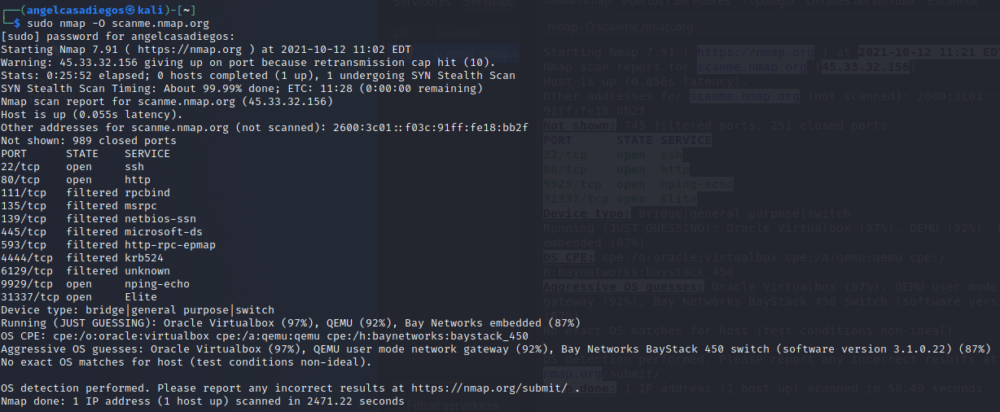 ┌──(angelcasadiegos㉿kali)-[~]
└─$ sudo nmap -O scanme.nmap.org
[sudo] password for angelcasadiegos:
Starting Nmap 7.91 ( https://nmap.org ) at 2021-10-12 11:02 EDT
Warning: 45.33.32.156 giving up on port because retransmission cap hit (10).
Stats: 0:25:52 elapsed; 0 hosts completed (1 up), 1 undergoing SYN Stealth Scan
SYN Stealth Scan Timing: About 99.99% done; ETC: 11:28 (0:00:00 remaining)
Nmap scan report for scanme.nmap.org (45.33.32.156)
Host is up (0.055s latency).
Other addresses for scanme.nmap.org (not scanned): 2600:3c01::f03c:91ff:fe18:bb2f
Not shown: 989 closed ports
PORT      STATE    SERVICE
22/tcp    open     ssh
80/tcp    open     http
111/tcp   filtered rpcbind
135/tcp   filtered msrpc
139/tcp   filtered netbios-ssn
445/tcp   filtered microsoft-ds
593/tcp   filtered http-rpc-epmap
4444/tcp  filtered krb524
6129/tcp  filtered unknown
9929/tcp  open     nping-echo
31337/tcp open     Elite
Device type: bridge|general purpose|switch
Running (JUST GUESSING): Oracle Virtualbox (97%), QEMU (92%), Bay Networks embedded (87%)
OS CPE: cpe:/o:oracle:virtualbox cpe:/a:qemu:qemu cpe:/h:baynetworks:baystack_450
Aggressive OS guesses: Oracle Virtualbox (97%), QEMU user mode network gateway (92%), Bay Networks BayStack 450 switch (software version 3.1.0.22) (87%)
No exact OS matches for host (test conditions non-ideal).
OS detection performed. Please report any incorrect results at https://nmap.org/submit/ .
Nmap done: 1 IP address (1 host up) scanned in 2471.22 seconds
Servidores Servicios
OS Servidor
Filtrar servidores
nmap -O scanme.nmap.org
Starting Nmap 7.91 ( https://nmap.org ) at 2021-10-12 11:21 EDT
Nmap scan report for scanme.nmap.org (45.33.32.156)
Host is up (0.056s latency).
Other addresses for scanme.nmap.org (not scanned): 2600:3c01::
91ff:fe18:bb2f
Not shown: 745 filtered ports, 251 closed ports
PORT      STATE SERVICE
22/tcp    open  ssh
80/tcp    open  http
9929/tcp  open  nping-echo
31337/tcp open  Elite
Device type: bridge|general purpose|switch
Running (JUST GUESSING): Oracle Virtualbox (97%), QEMU (92%),
embedded (87%)
OS CPE: cpe:/o:oracle:virtualbox cpe:/a:qemu:qemu cpe:/
h:baynetworks:baystack_450
Aggressive OS guesses: Oracle Virtualbox (97%), QEMU user mode
gateway (92%), Bay Networks BayStack 450 switch (software
No exact OS matches for host (test conditions non-ideal).
OS detection performed. Please report any incorrect results at
nmap.org/submit/ .
done: 1 IP address (1 host up) scanned in 58.49 seconds